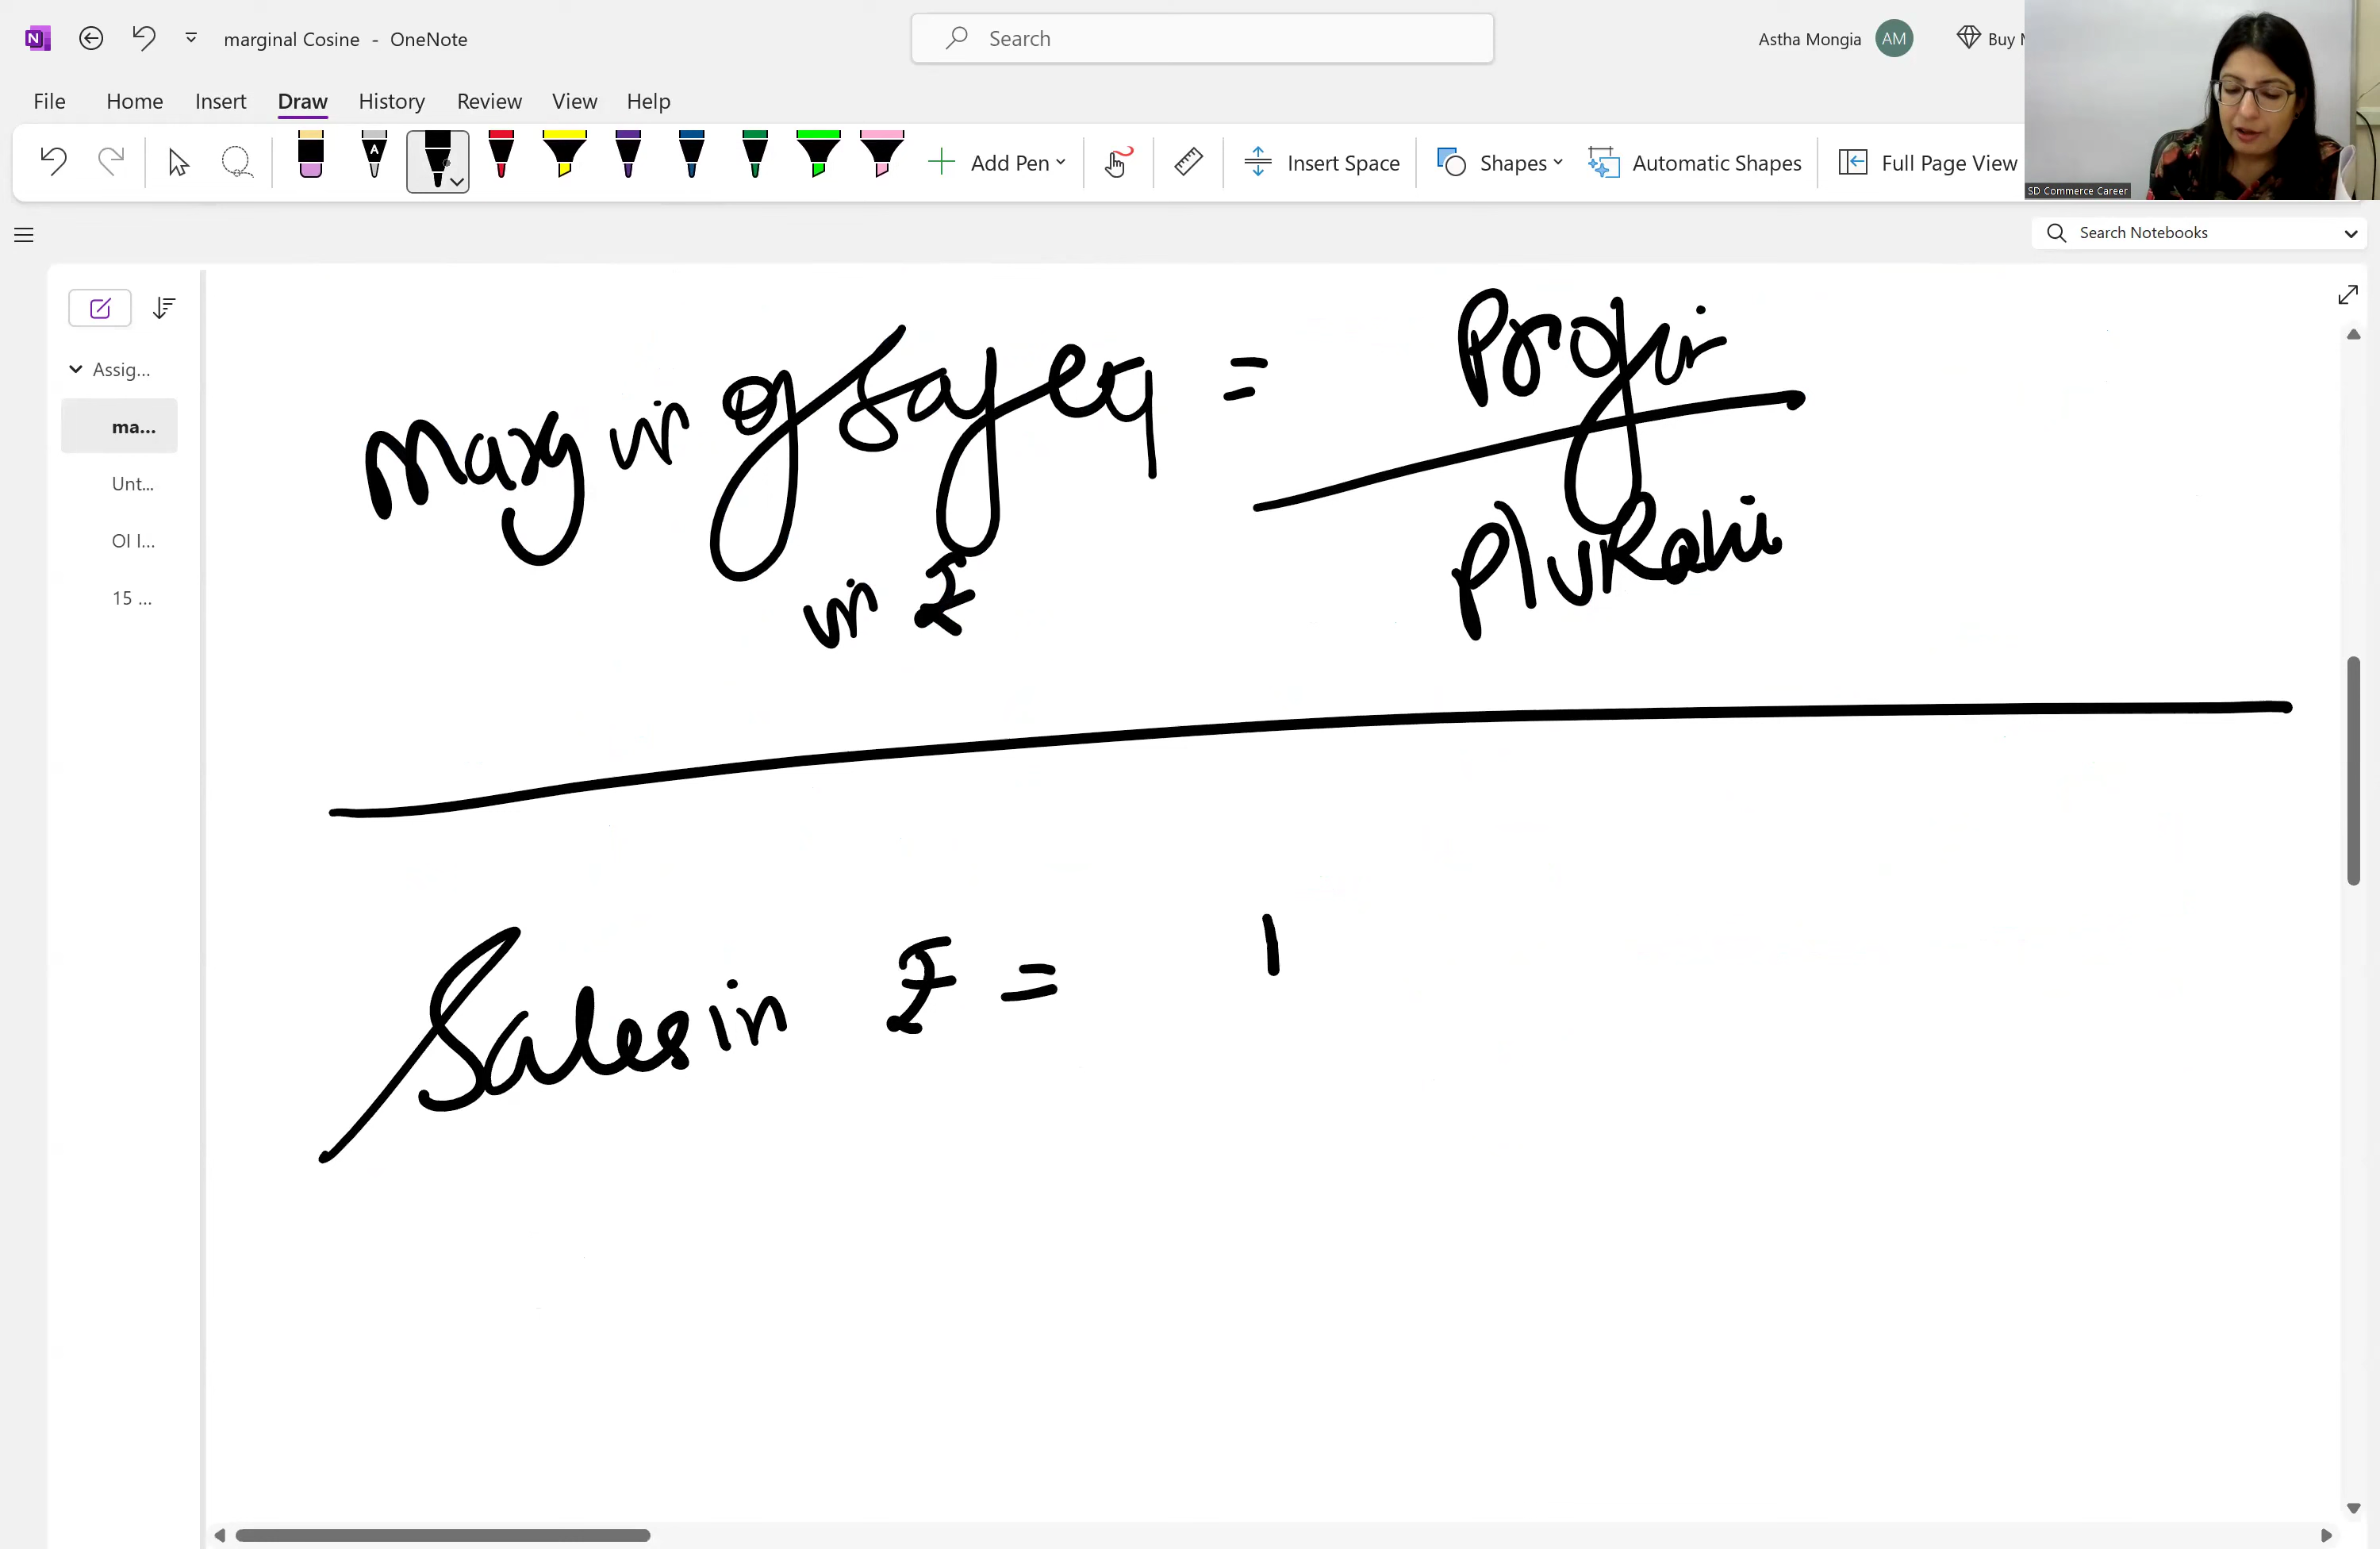 marginal Cosine - OneNote
Search
Astha Mongia
AM
Buy
File Home Insert Draw History Review View Help
Add Pen
Insert Space
Shapes
Automatic Shapes
Full Page View
SD Commerce Career
Search Notebooks
Assig...
ma...
Unt...
OI I...
15 ...
Margin of safety = Profit
in ₹ P/V Ratio
Sales in ₹ =